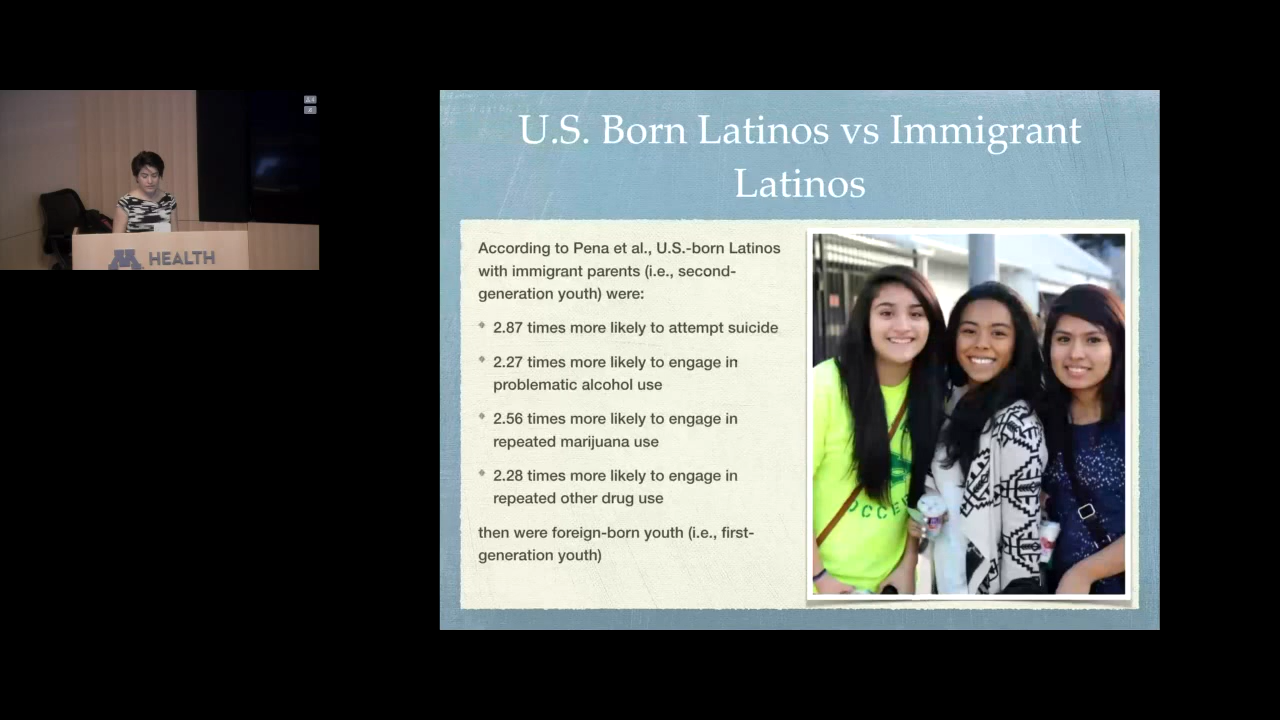 U.S. Born Latinos vs Immigrant
Latinos
According to Pena et al., U.S.-born Latinos
with immigrant parents (i.e., second-
generation youth) were:
2.87 times more likely to attempt suicide
2.27 times more likely to engage in
problematic alcohol use
2.56 times more likely to engage in
repeated marijuana use
2.28 times more likely to engage in
repeated other drug use
then were foreign-born youth (i.e., first-
generation youth)
M HEALTH
OCCE